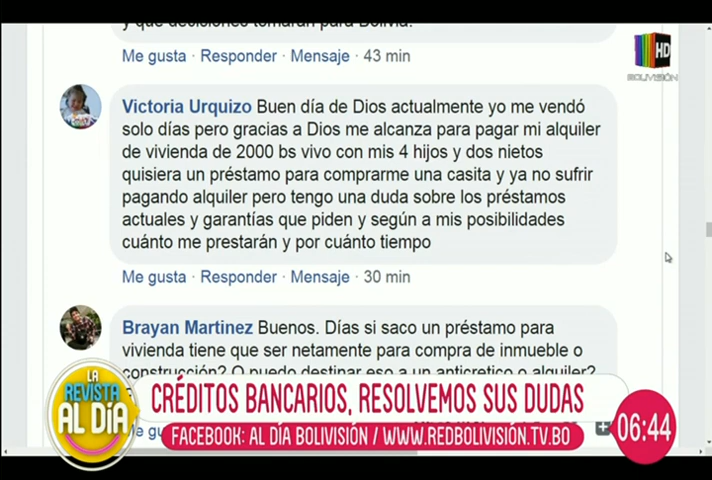 y que decisiones tomarán para Bolivia.
Me gusta · Responder · Mensaje · 43 min
HD
BOLIVISIÓN
Victoria Urquizo Buen día de Dios actualmente yo me vendó
solo días pero gracias a Dios me alcanza para pagar mi alquiler
de vivienda de 2000 bs vivo con mis 4 hijos y dos nietos
quisiera un préstamo para comprarme una casita y ya no sufrir
pagando alquiler pero tengo una duda sobre los préstamos
actuales y garantías que piden y según a mis posibilidades
cuánto me prestarán y por cuánto tiempo
Me gusta · Responder · Mensaje · 30 min
Brayan Martinez Buenos. Días si saco un préstamo para
vivienda tiene que ser netamente para compra de inmueble o
construcción? O puedo destinar eso a un anticretico o alquiler?
LA
REVISTA
AL DÍA
CRÉDITOS BANCARIOS, RESOLVEMOS SUS DUDAS
FACEBOOK: AL DÍA BOLIVISIÓN / WWW.REDBOLIVISIÓN.TV.BO
06:44